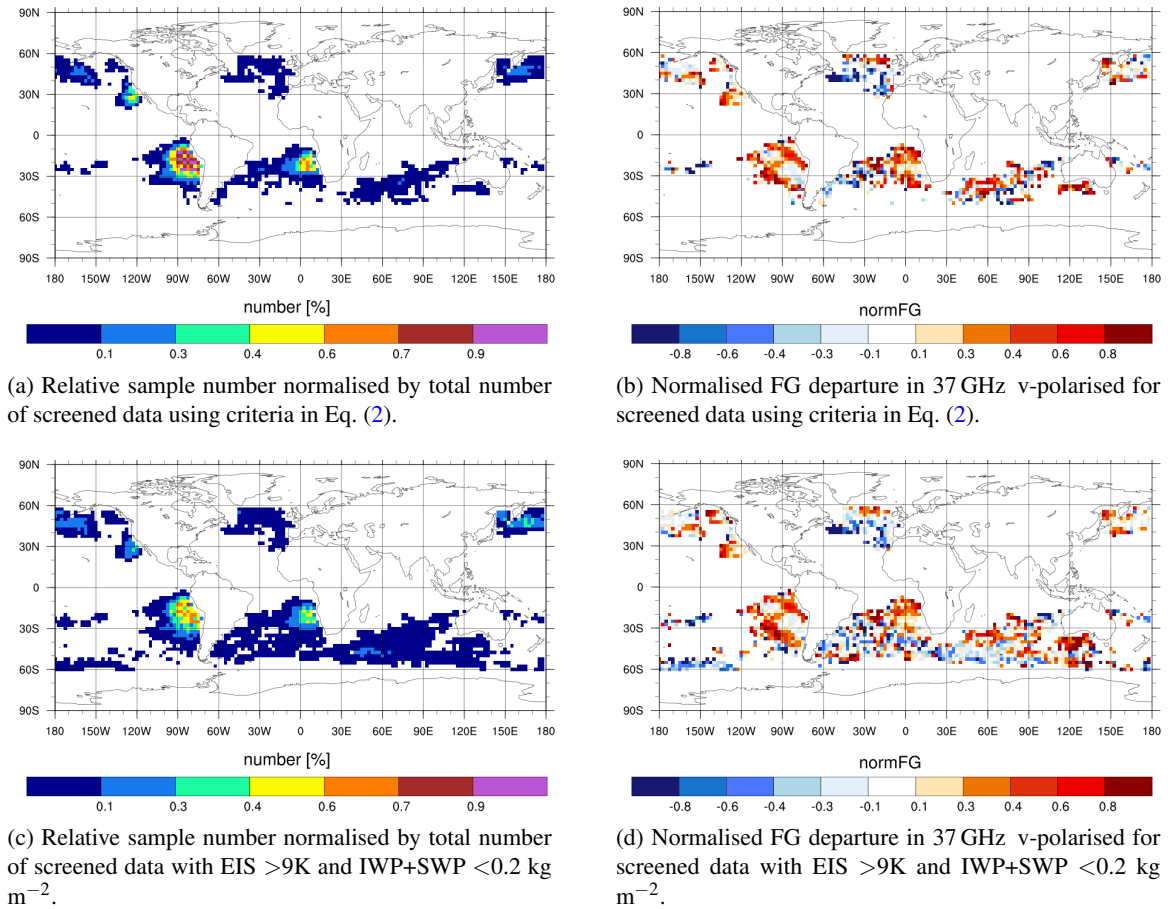 90N
60N
30N
0
30S
60S
90S
180 150W 120W 90W 60W 30W 0 30E 60E 90E 120E 150E 180
number [%]
0.1 0.3 0.4 0.6 0.7 0.9
(a) Relative sample number normalised by total number
of screened data using criteria in Eq. (2).
90N
60N
30N
0
30S
60S
90S
180 150W 120W 90W 60W 30W 0 30E 60E 90E 120E 150E 180
normFG
-0.8 -0.6 -0.4 -0.3 -0.1 0.1 0.3 0.4 0.6 0.8
(b) Normalised FG departure in 37 GHz v-polarised for
screened data using criteria in Eq. (2).
90N
60N
30N
0
30S
60S
90S
180 150W 120W 90W 60W 30W 0 30E 60E 90E 120E 150E 180
number [%]
0.1 0.3 0.4 0.6 0.7 0.9
(c) Relative sample number normalised by total number
of screened data with EIS >9K and IWP+SWP <0.2 kg
m−2.
90N
60N
30N
0
30S
60S
90S
180 150W 120W 90W 60W 30W 0 30E 60E 90E 120E 150E 180
normFG
-0.8 -0.6 -0.4 -0.3 -0.1 0.1 0.3 0.4 0.6 0.8
(d) Normalised FG departure in 37 GHz v-polarised for
screened data with EIS >9K and IWP+SWP <0.2 kg
m−2.